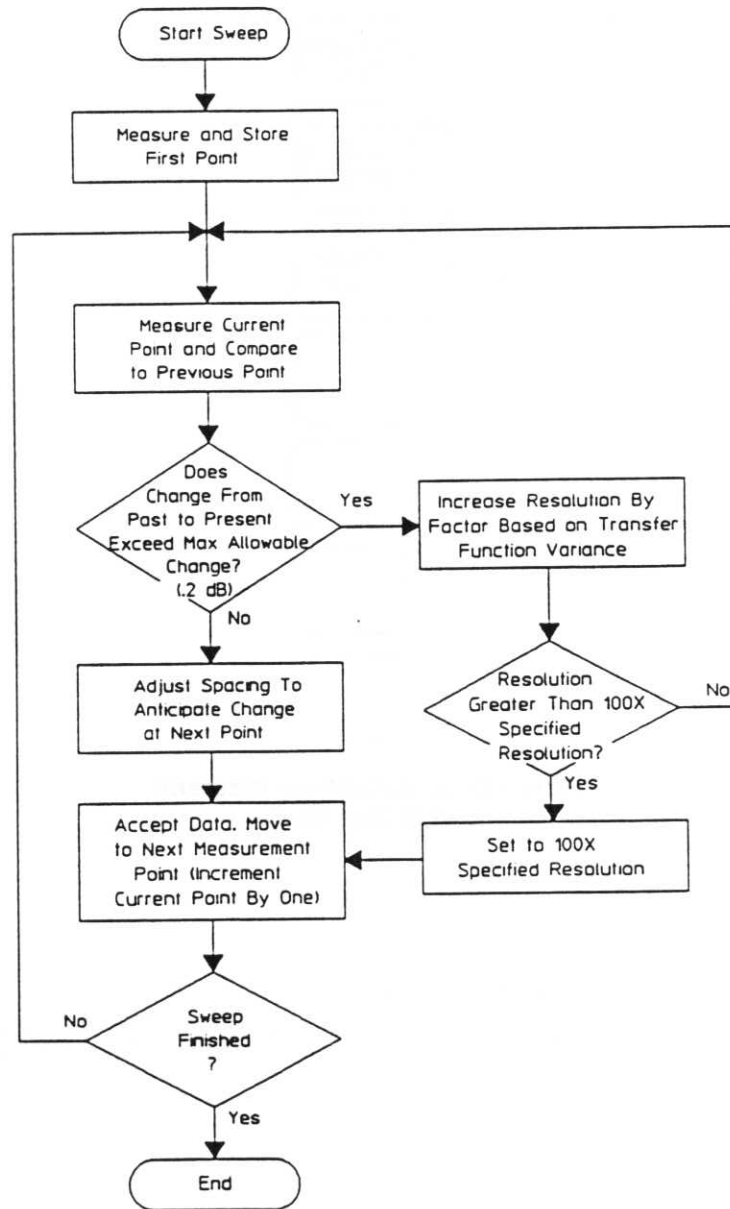 Start Sweep
Measure and Store
First Point
Measure Current
Point and Compare
to Previous Point
Does
Change From
Past to Present
Exceed Max Allowable
Change?
(.2 dB)
Yes
No
Increase Resolution By
Factor Based on Transfer
Function Variance
Adjust Spacing To
Anticipate Change
at Next Point
Resolution
Greater Than 100X
Specified
Resolution?
No
Yes
Accept Data. Move
to Next Measurement
Point (Increment
Current Point By One)
Set to 100X
Specified Resolution
Sweep
Finished
?
No
Yes
End